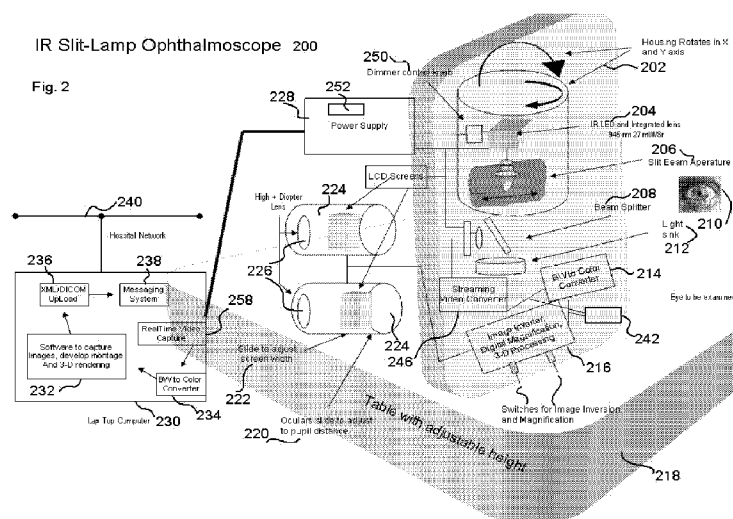 IR Slit-Lamp Ophthalmoscope 200
Fig. 2
250
Dimmer control knob
Housing Rotates in X
and Y axis
202
252
228
Power Supply
204
IR LED and Integrated lens
206
Slit Beam Aperature
LCD Screens
208
Beam Splitter
210
Light
sink
212
240
Hospital Network
High + Diopter
Lens
224
226
236
238
XML/DICOM
UpLoad
Messaging
System
258
RealTime Video
Capture
Software to capture
Images, develop montage
And 3-D rendering
232
B/W to Color
Converter
234
230
Lap Top Computer
224
Slide to adjust
screen width
222
Oculars slide to adjust
to pupil distance.
220
Streaming
Video Converter
246
B/W to Color
Converter
214
Eye to be examined
242
Image Inverter,
Digital Magnification,
3-D Processing
216
Switches for Image Inversion
and Magnification
Table with adjustable height
218